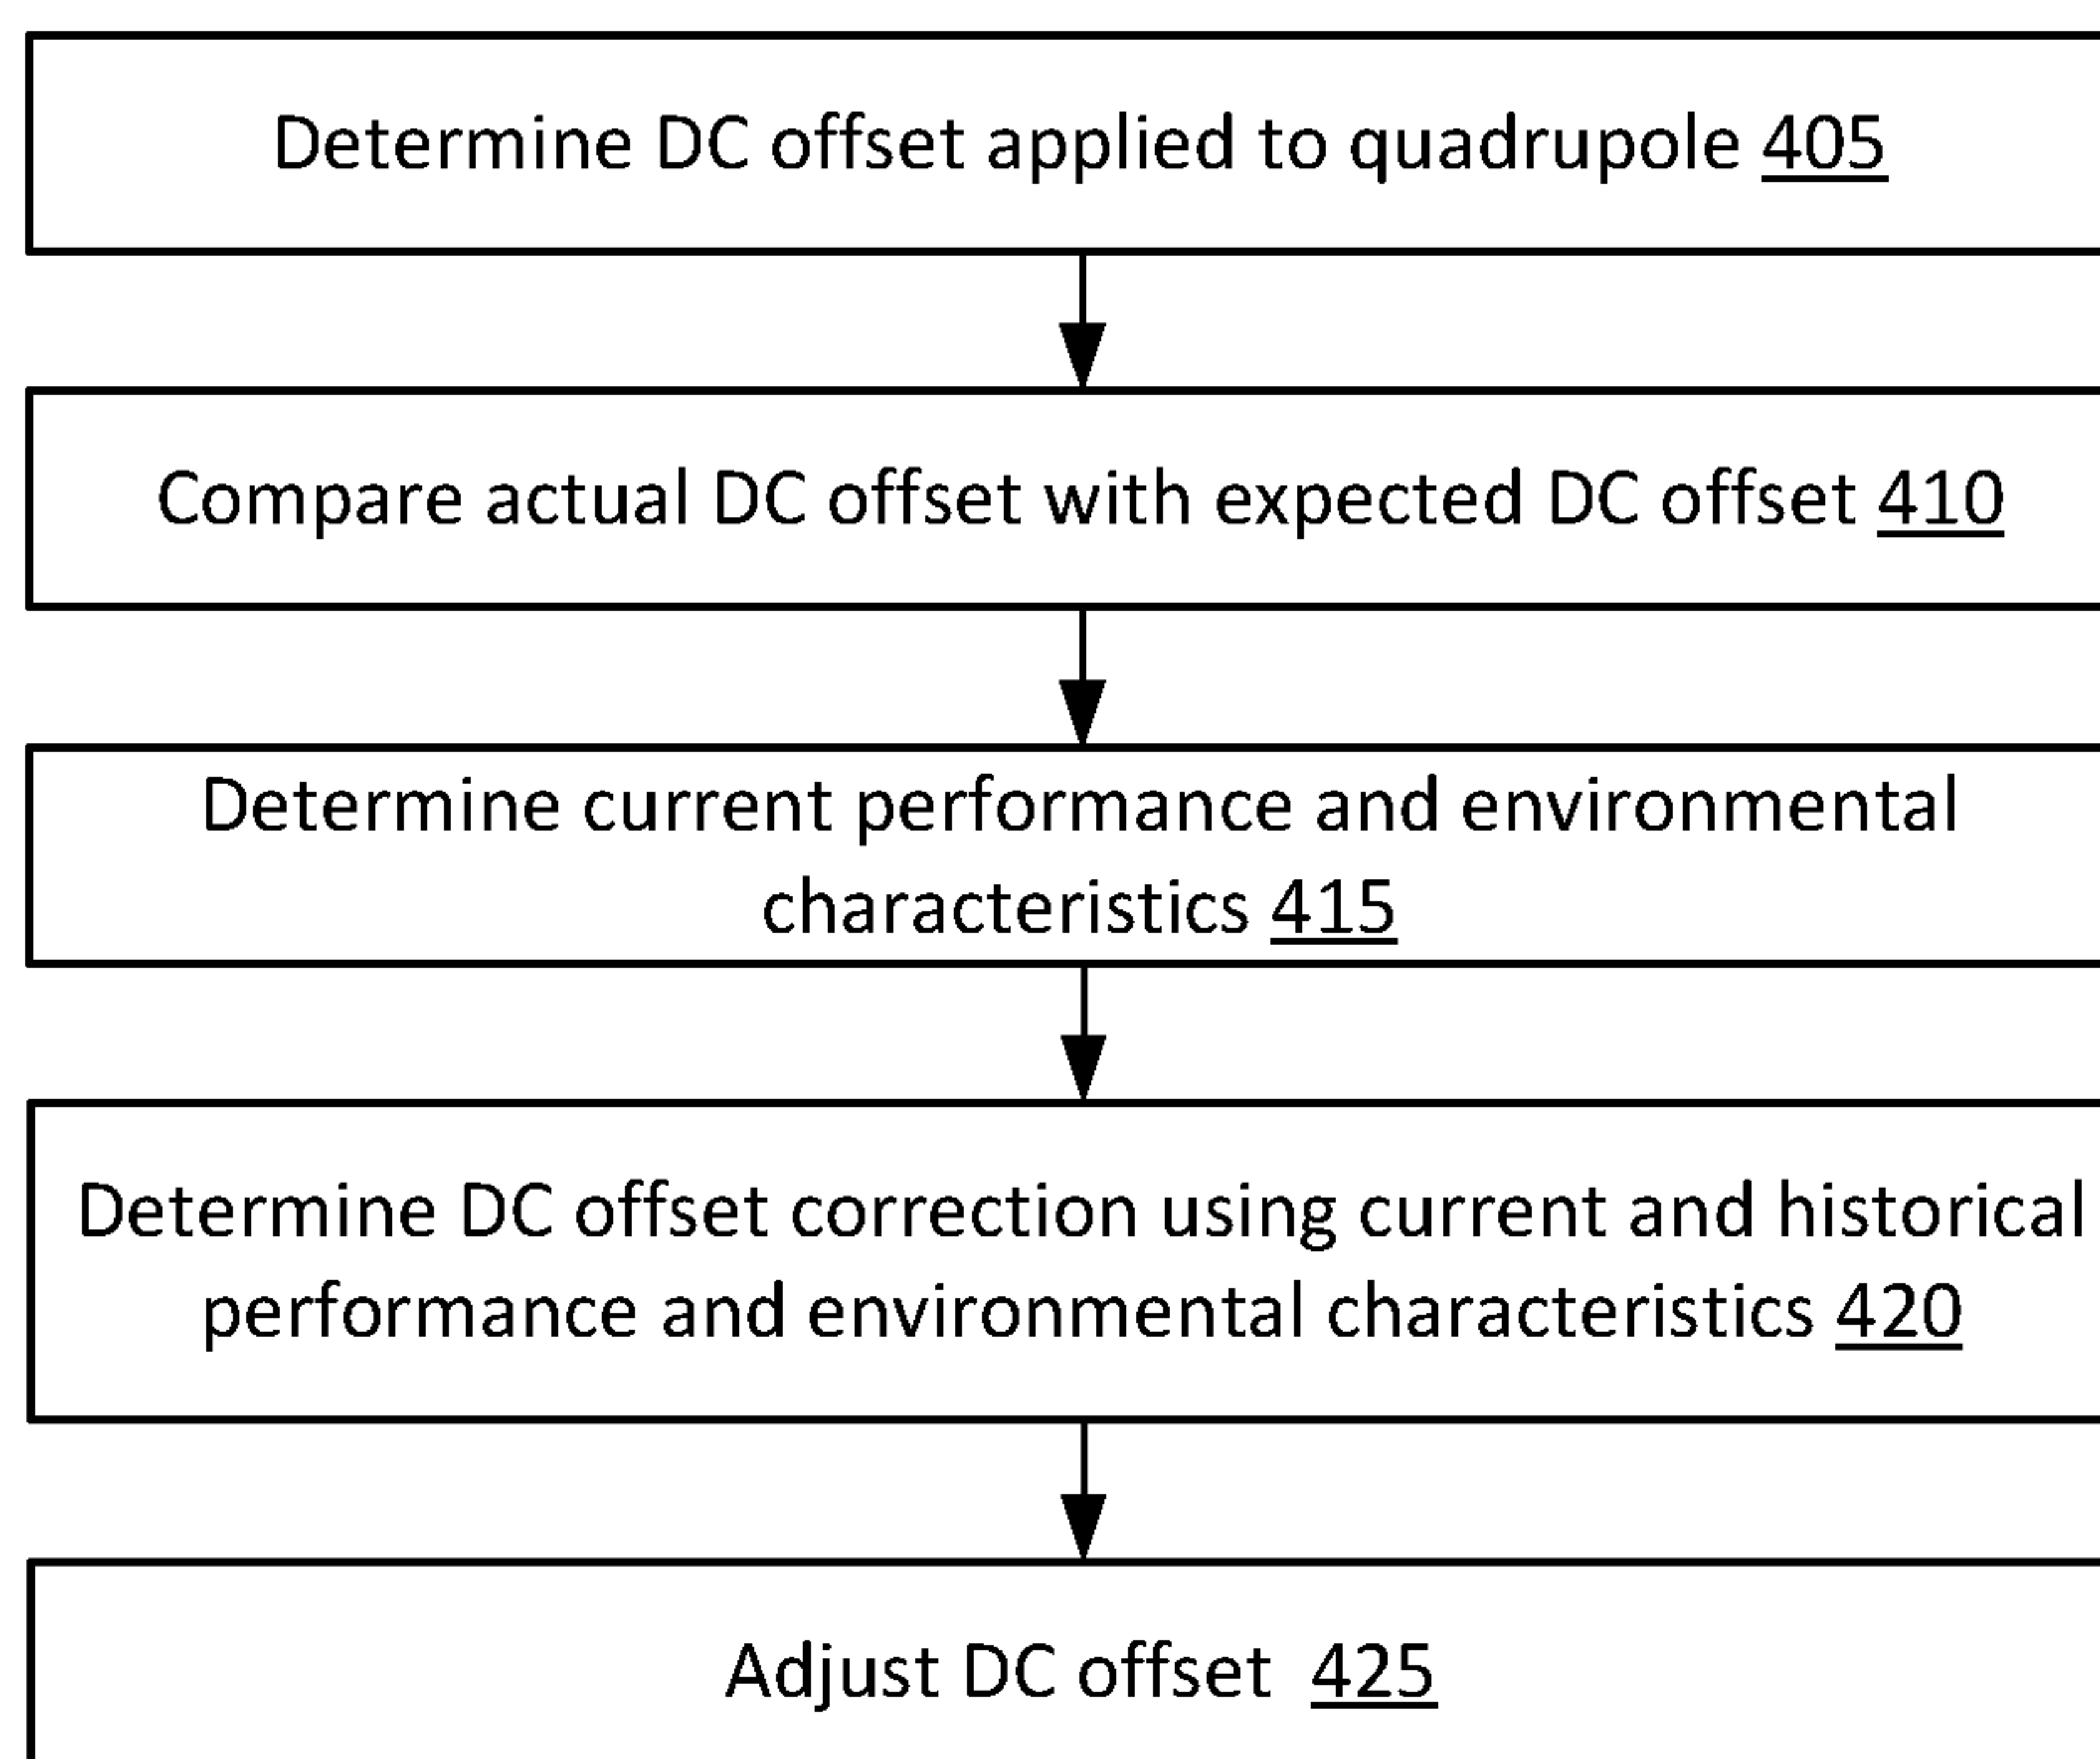 Determine DC offset applied to quadrupole 405
Compare actual DC offset with expected DC offset 410
Determine current performance and environmental
characteristics 415
Determine DC offset correction using current and historical
performance and environmental characteristics 420
Adjust DC offset 425